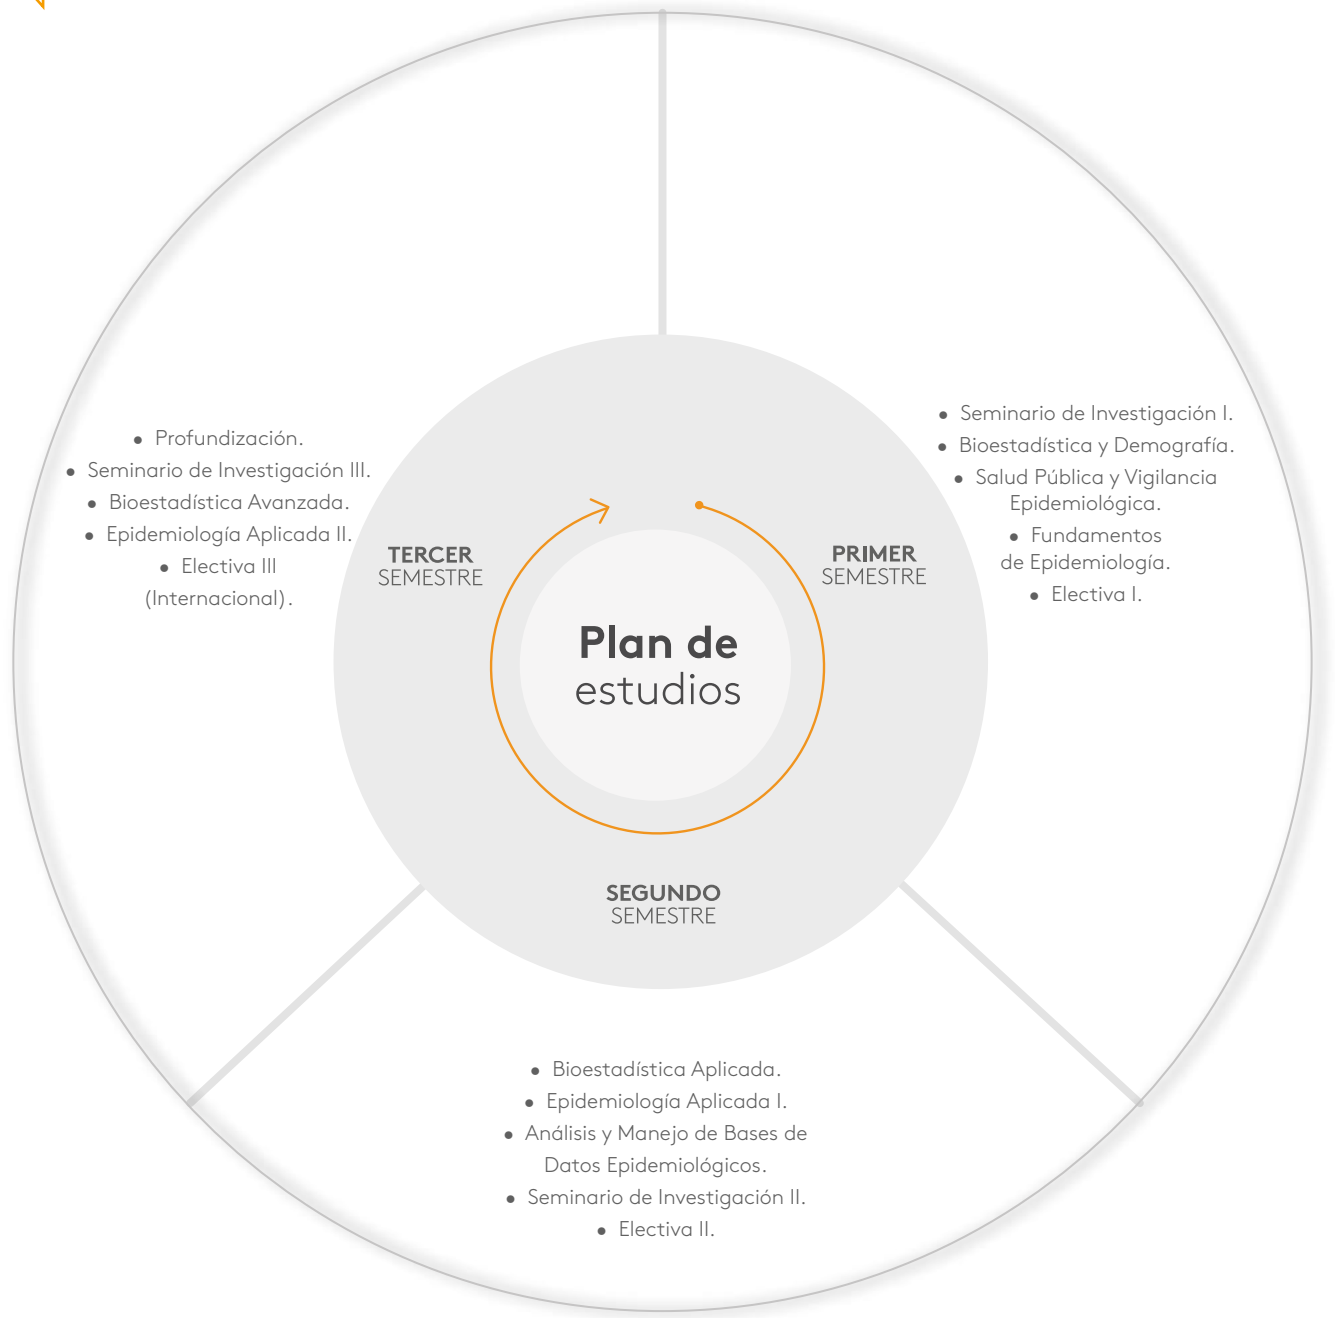 Plan de
estudios
PRIMER
SEMESTRE
• Seminario de Investigación I.
• Bioestadística y Demografía.
• Salud Pública y Vigilancia
Epidemiológica.
• Fundamentos
de Epidemiología.
• Electiva I.
SEGUNDO
SEMESTRE
• Bioestadística Aplicada.
• Epidemiología Aplicada I.
• Análisis y Manejo de Bases de
Datos Epidemiológicos.
• Seminario de Investigación II.
• Electiva II.
TERCER
SEMESTRE
• Profundización.
• Seminario de Investigación III.
• Bioestadística Avanzada.
• Epidemiología Aplicada II.
• Electiva III
(Internacional).